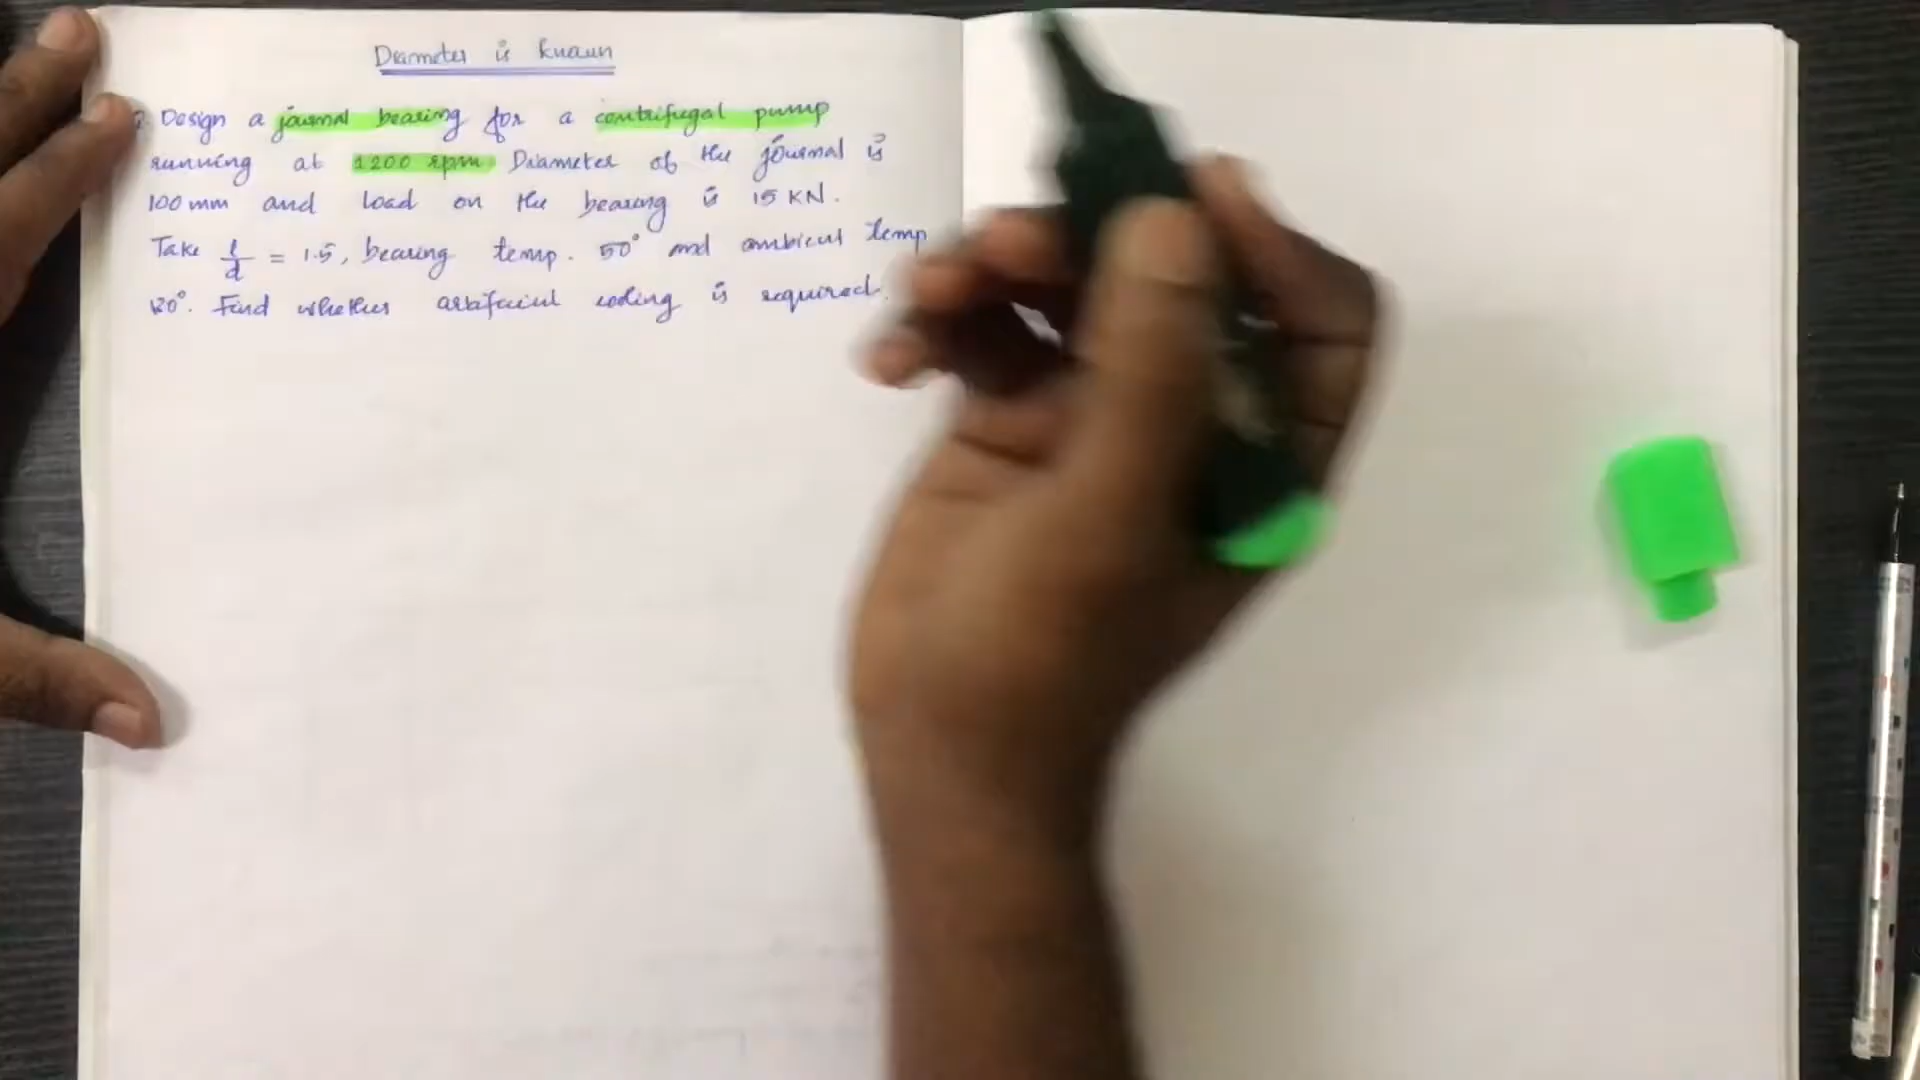 Diameter is known
Q. Design a journal bearing for a centrifugal pump
running at 1200 rpm Diameter of the journal is
100 mm and load on the bearing is 15 KN.
Take l/d = 1.5, bearing temp. 50° and ambient temp
20°. Find whether artificial cooling is required.